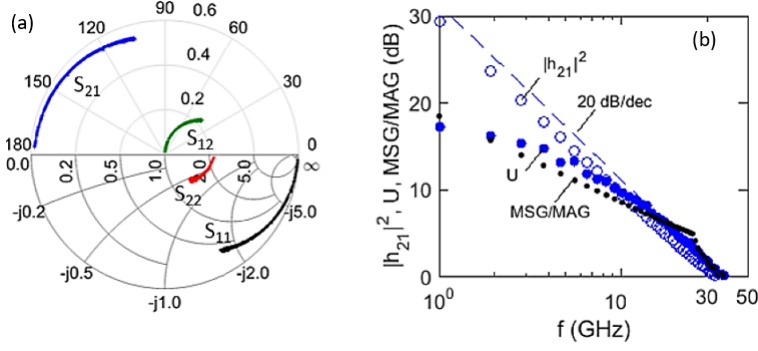 (a)
90
0.6
120
60
0.4
150
30
S21
0.2
S12
180
0
0.0
0.2
0.5
1.0
2.0
5.0
∞
S22
-j0.2
S11
-j5.0
-j0.5
-j2.0
-j1.0
(b)
30
|h21|²
20 dB/dec
20
U
10
MSG/MAG
0
|h21|², U, MSG/MAG (dB)
10⁰
10
30
50
f (GHz)